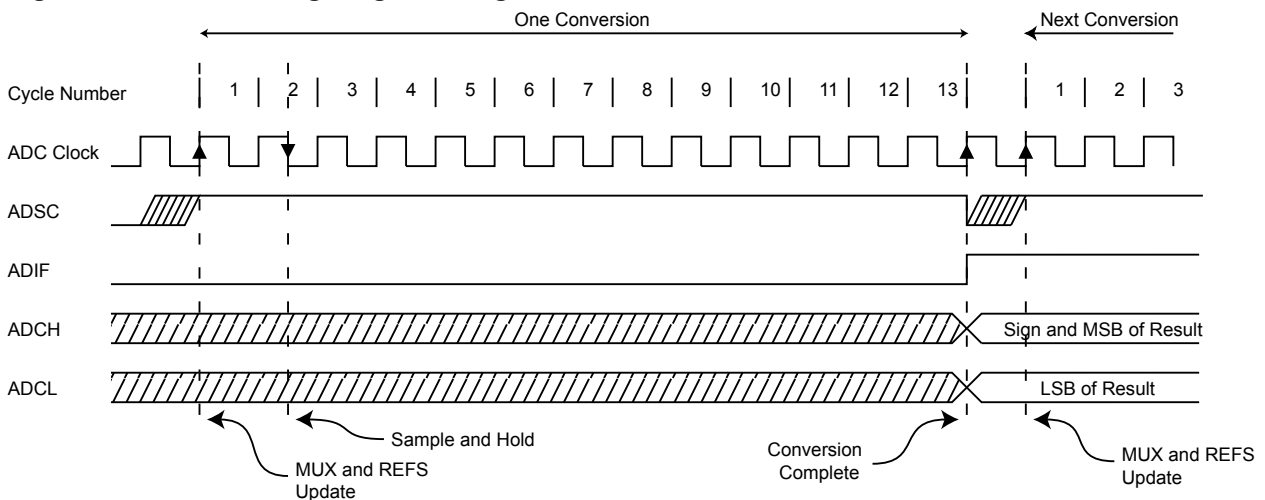 One Conversion
Next Conversion
Cycle Number 1 2 3 4 5 6 7 8 9 10 11 12 13 1 2 3
ADC Clock
ADSC
ADIF
ADCH
Sign and MSB of Result
ADCL
LSB of Result
Sample and Hold
MUX and REFS
Update
Conversion
Complete
MUX and REFS
Update